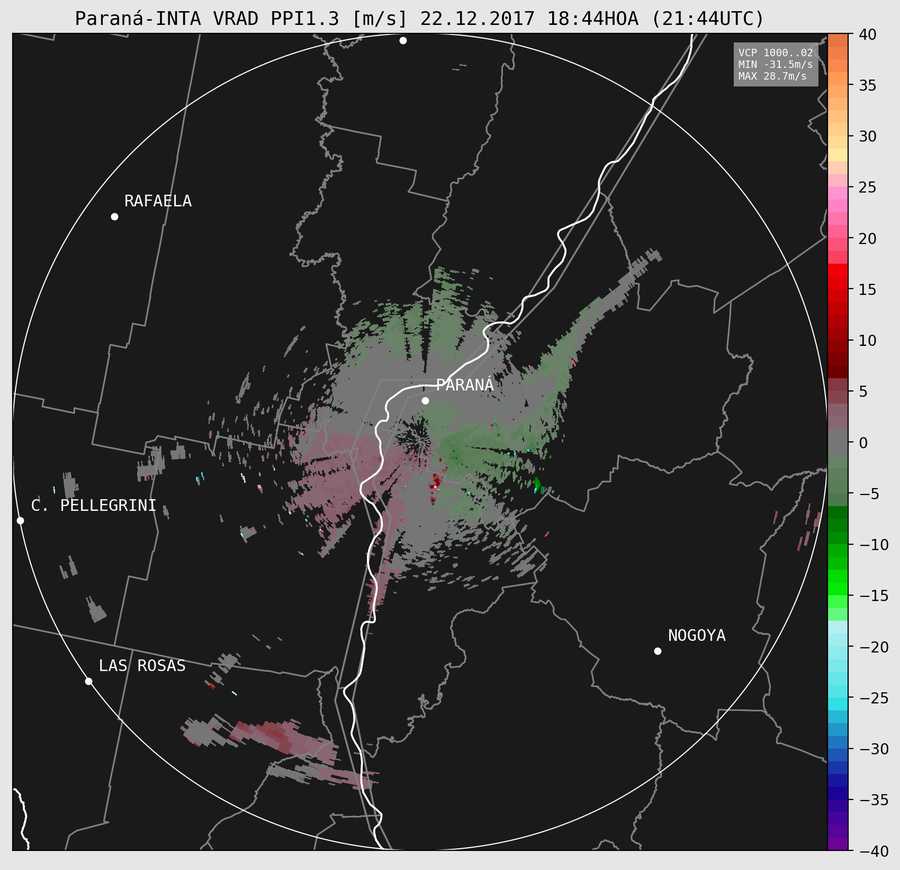 Paraná-INTA VRAD PPI1.3 [m/s] 22.12.2017 18:44HOA (21:44UTC)
VCP 1000..02
MIN -31.5m/s
MAX 28.7m/s
RAFAELA
PARANÁ
C. PELLEGRINI
NOGOYA
LAS ROSAS
40
35
30
25
20
15
10
5
0
−5
−10
−15
−20
−25
−30
−35
−40